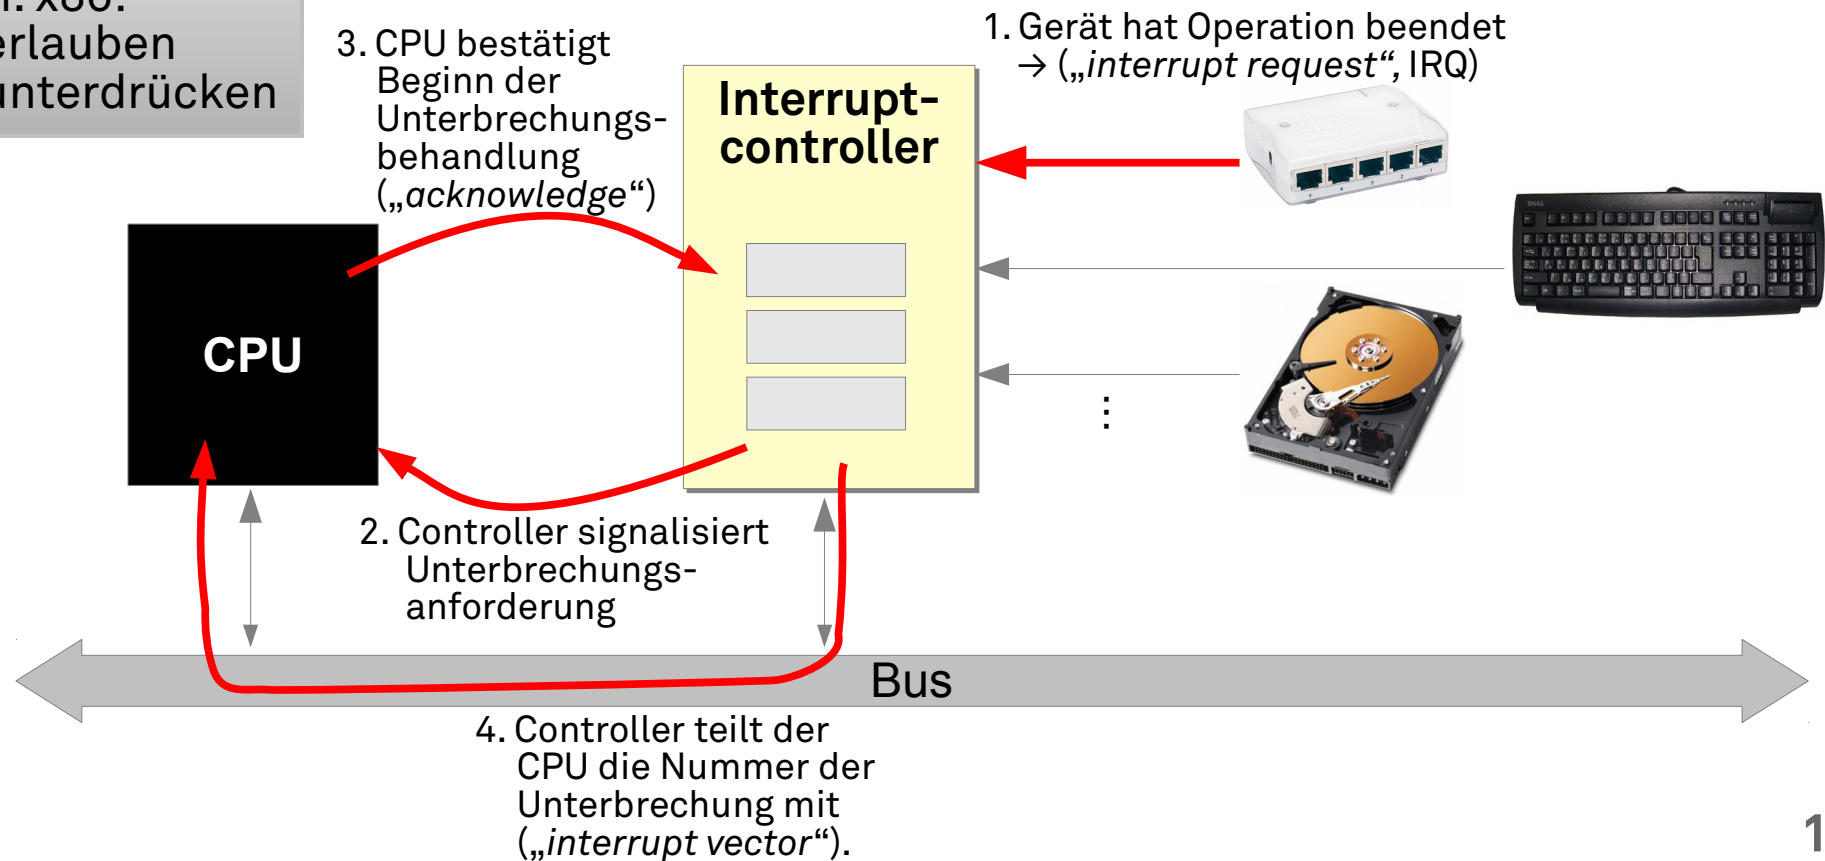 x86:
erlauben
unterdrücken
3. CPU bestätigt
Beginn der
Unterbrechungs-
behandlung
(„acknowledge“)
1. Gerät hat Operation beendet
→ („interrupt request“, IRQ)
Interrupt-
controller
CPU
⋮
2. Controller signalisiert
Unterbrechungs-
anforderung
Bus
4. Controller teilt der
CPU die Nummer der
Unterbrechung mit
(„interrupt vector“).
1